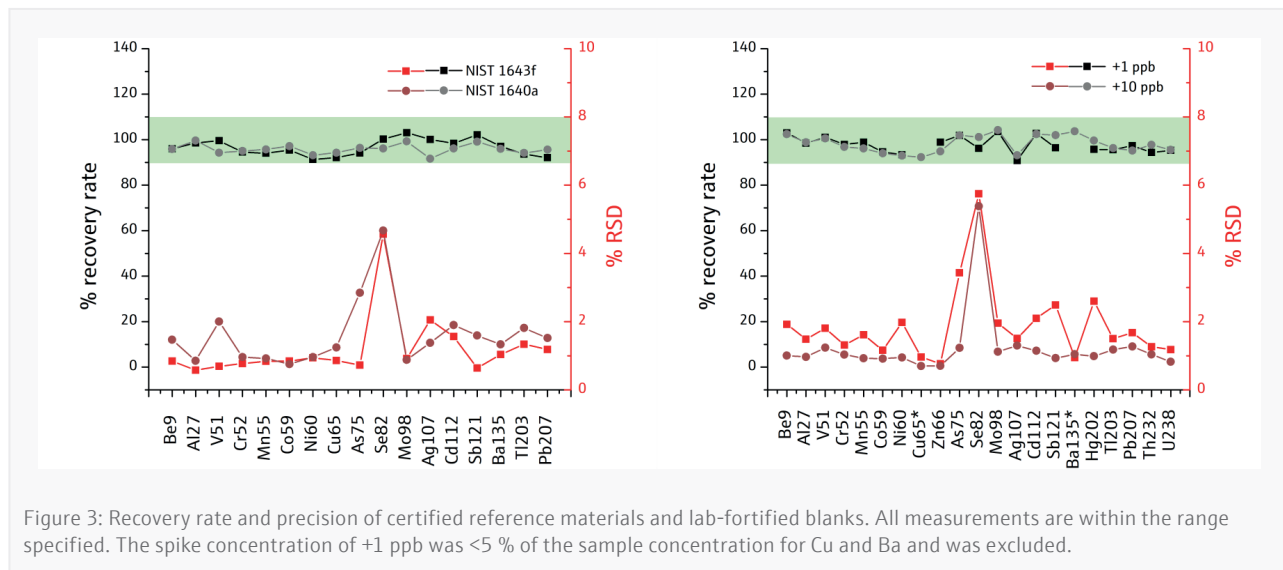 140
120
100
80
60
40
20
0
% recovery rate
10
8
6
4
2
0
% RSD
NIST 1643f
NIST 1640a
Be9
Al27
V51
Cr52
Mn55
Co59
Ni60
Cu65
As75
Se82
Mo98
Ag107
Cd112
Sb121
Ba135
Tl203
Pb207
140
120
100
80
60
40
20
0
% recovery rate
10
8
6
4
2
0
% RSD
+1 ppb
+10 ppb
Be9
Al27
V51
Cr52
Mn55
Co59
Ni60
Cu65*
Zn66
As75
Se82
Mo98
Ag107
Cd112
Sb121
Ba135*
Hg202
Tl203
Pb207
Th232
U238
Figure 3: Recovery rate and precision of certified reference materials and lab-fortified blanks. All measurements are within the range
specified. The spike concentration of +1 ppb was <5 % of the sample concentration for Cu and Ba and was excluded.